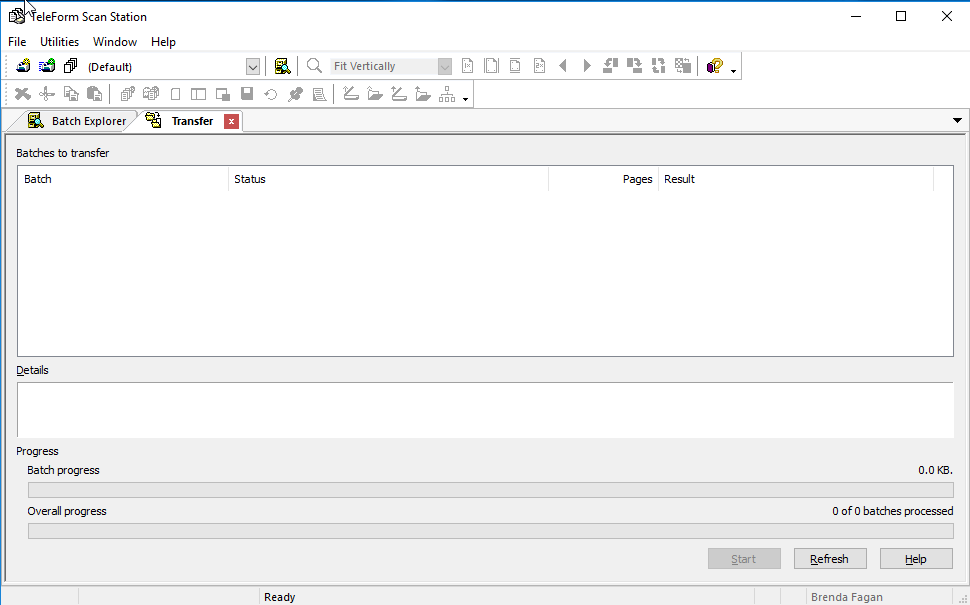 TeleForm Scan Station
File Utilities Window Help
(Default) Fit Vertically
Batch Explorer Transfer x
Batches to transfer
Batch Status Pages Result
Details
Progress
Batch progress 0.0 KB.
Overall progress 0 of 0 batches processed
Start Refresh Help
Ready Brenda Fagan